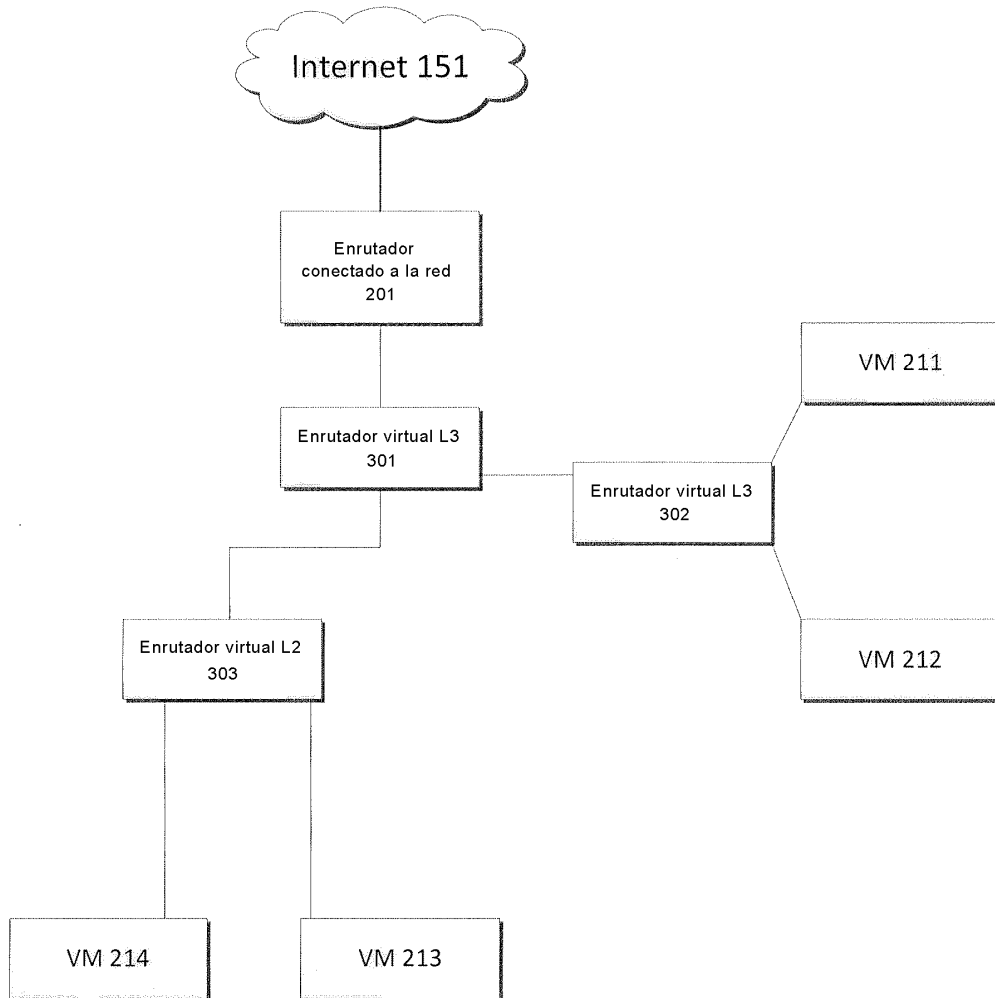 Internet 151
Enrutador
conectado a la red
201
VM 211
Enrutador virtual L3
301
Enrutador virtual L3
302
Enrutador virtual L2
303
VM 212
VM 214
VM 213